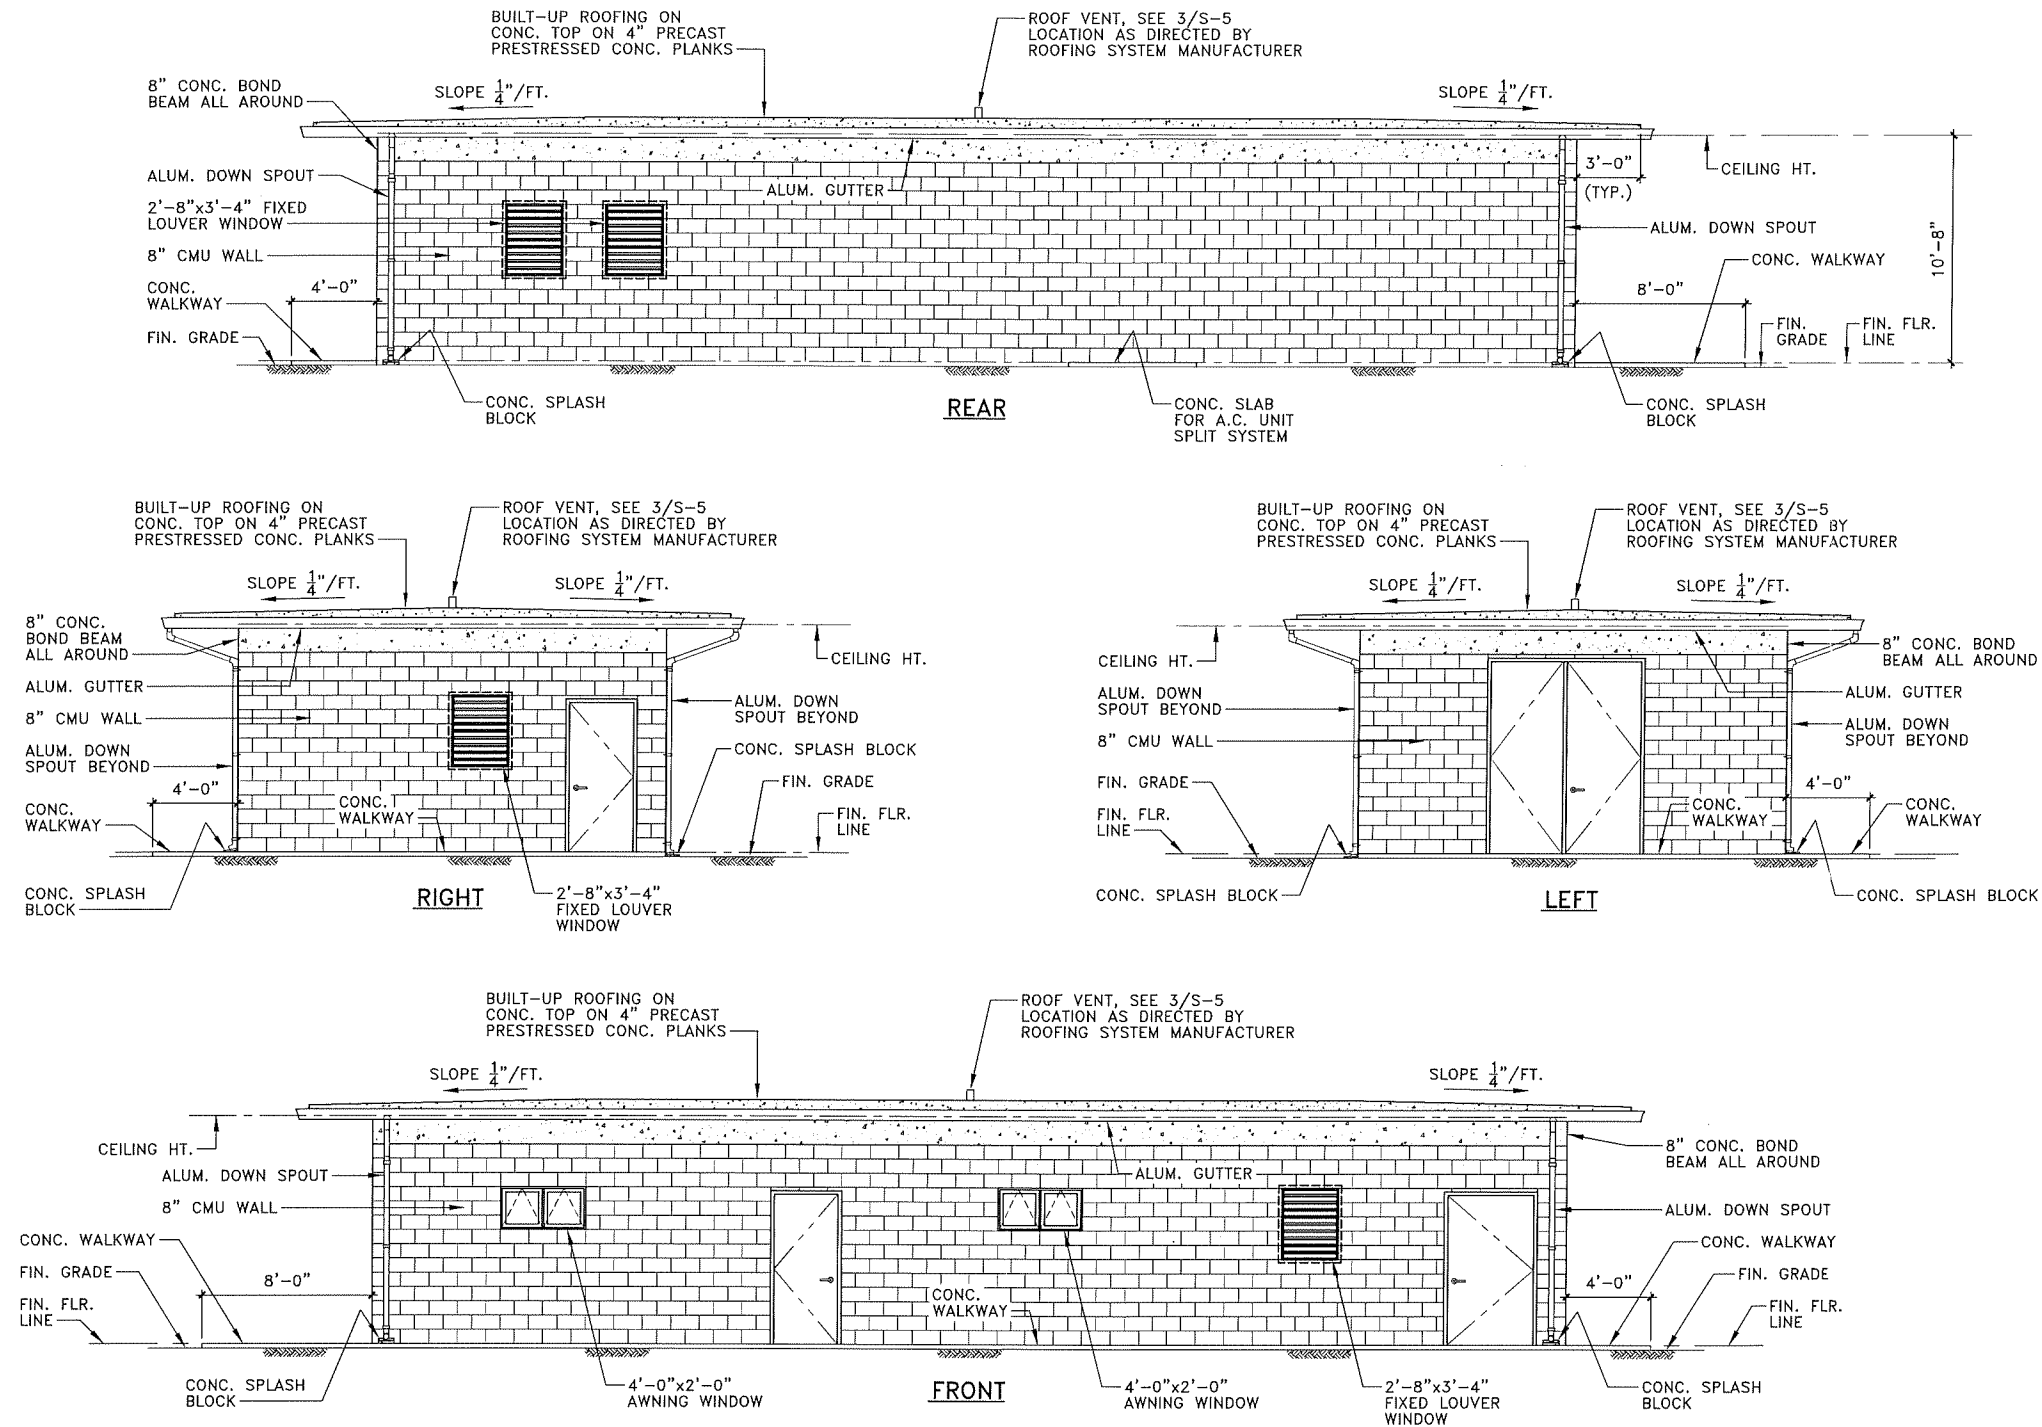 BUILT-UP ROOFING ON
CONC. TOP ON 4" PRECAST
PRESTRESSED CONC. PLANKS
ROOF VENT, SEE 3/S-5
LOCATION AS DIRECTED BY
ROOFING SYSTEM MANUFACTURER
8" CONC. BOND
BEAM ALL AROUND
SLOPE 1/4"/FT.
SLOPE 1/4"/FT.
ALUM. DOWN SPOUT
2'-8"x3'-4" FIXED
LOUVER WINDOW
8" CMU WALL
CONC.
WALKWAY
4'-0"
FIN. GRADE
ALUM. GUTTER
3'-0"
(TYP.)
CEILING HT.
ALUM. DOWN SPOUT
CONC. WALKWAY
8'-0"
10'-8"
FIN.
GRADE
FIN. FLR.
LINE
CONC. SPLASH
BLOCK
REAR
CONC. SLAB
FOR A.C. UNIT
SPLIT SYSTEM
CONC. SPLASH
BLOCK
BUILT-UP ROOFING ON
CONC. TOP ON 4" PRECAST
PRESTRESSED CONC. PLANKS
ROOF VENT, SEE 3/S-5
LOCATION AS DIRECTED BY
ROOFING SYSTEM MANUFACTURER
SLOPE 1/4"/FT.
SLOPE 1/4"/FT.
8" CONC.
BOND BEAM
ALL AROUND
ALUM. GUTTER
8" CMU WALL
ALUM. DOWN
SPOUT BEYOND
4'-0"
CONC.
WALKWAY
CONC.
WALKWAY
CEILING HT.
ALUM. DOWN
SPOUT BEYOND
CONC. SPLASH BLOCK
FIN. GRADE
FIN. FLR.
LINE
CONC. SPLASH
BLOCK
RIGHT
2'-8"x3'-4"
FIXED LOUVER
WINDOW
BUILT-UP ROOFING ON
CONC. TOP ON 4" PRECAST
PRESTRESSED CONC. PLANKS
ROOF VENT, SEE 3/S-5
LOCATION AS DIRECTED BY
ROOFING SYSTEM MANUFACTURER
SLOPE 1/4"/FT.
SLOPE 1/4"/FT.
CEILING HT.
ALUM. DOWN
SPOUT BEYOND
8" CMU WALL
FIN. GRADE
FIN. FLR.
LINE
CONC. SPLASH BLOCK
8" CONC. BOND
BEAM ALL AROUND
ALUM. GUTTER
ALUM. DOWN
SPOUT BEYOND
4'-0"
CONC.
WALKWAY
CONC.
WALKWAY
LEFT
CONC. SPLASH BLOCK
BUILT-UP ROOFING ON
CONC. TOP ON 4" PRECAST
PRESTRESSED CONC. PLANKS
ROOF VENT, SEE 3/S-5
LOCATION AS DIRECTED BY
ROOFING SYSTEM MANUFACTURER
SLOPE 1/4"/FT.
SLOPE 1/4"/FT.
CEILING HT.
ALUM. DOWN SPOUT
8" CMU WALL
CONC. WALKWAY
FIN. GRADE
8'-0"
FIN. FLR.
LINE
CONC. SPLASH
BLOCK
ALUM. GUTTER
CONC.
WALKWAY
8" CONC. BOND
BEAM ALL AROUND
ALUM. DOWN SPOUT
CONC. WALKWAY
4'-0"
FIN. GRADE
FIN. FLR.
LINE
4'-0"x2'-0"
AWNING WINDOW
FRONT
4'-0"x2'-0"
AWNING WINDOW
2'-8"x3'-4"
FIXED LOUVER
WINDOW
CONC. SPLASH
BLOCK